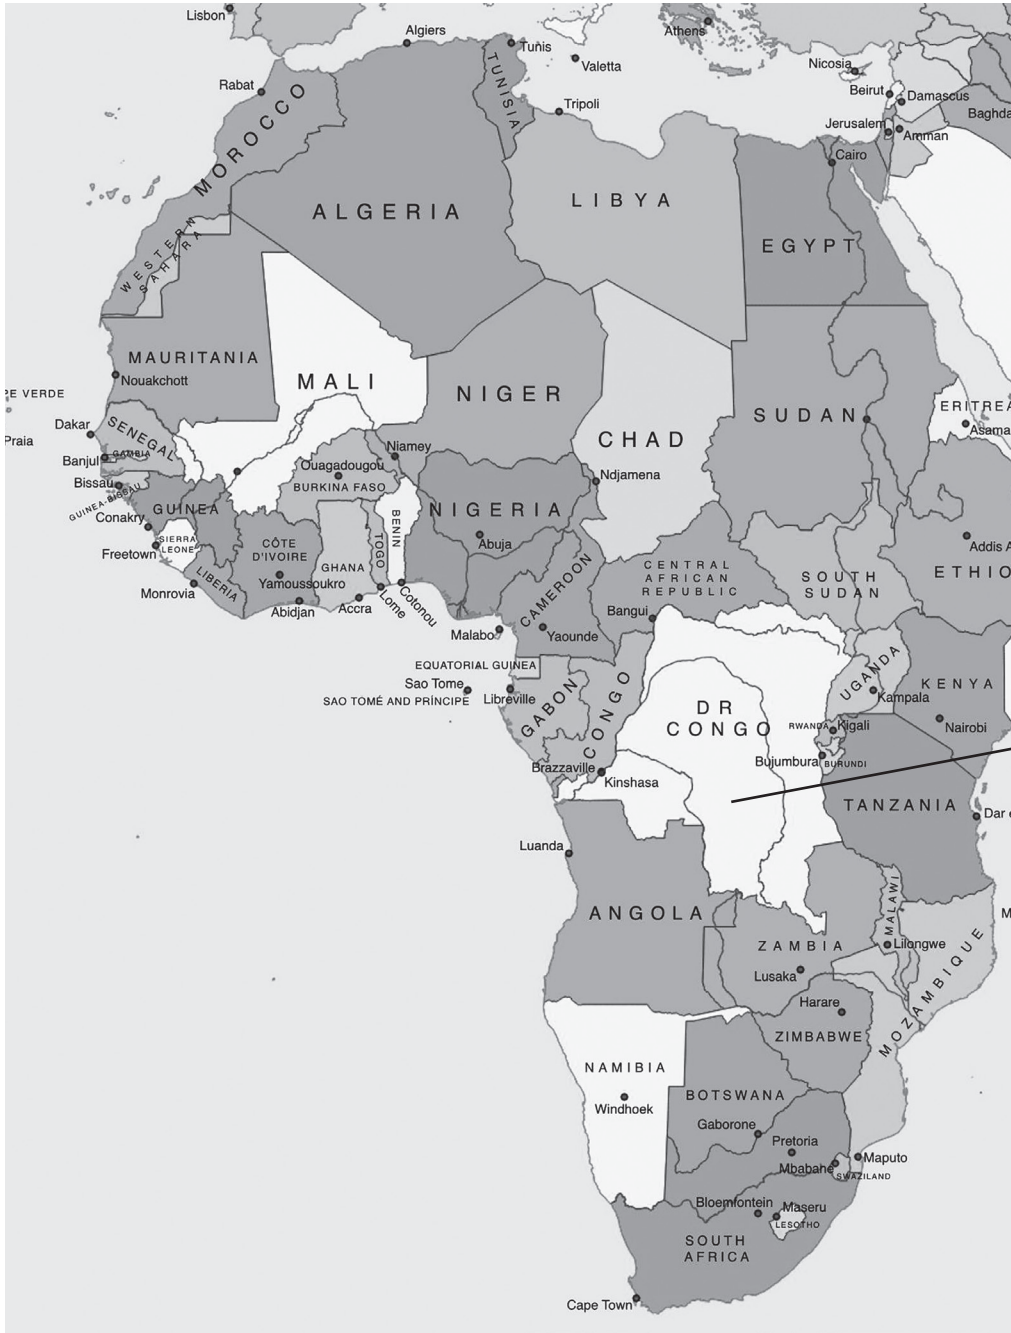 Lisbon
Algiers
Tunis
Athens
Valetta
Nicosia
Beirut
Damascus
Baghda
Rabat
Tripoli
Jerusalem
Amman
Cairo
TUNISIA
MOROCCO
ALGERIA
LIBYA
EGYPT
WESTERN
SAHARA
MAURITANIA
Nouakchott
MALI
NIGER
CHAD
SUDAN
ERITREA
Asama
PE VERDE
Praia
Dakar
SENEGAL
Banjul
GAMBIA
Bissau
GUINEA-BISSAU
Niamey
Ouagadougou
BURKINA FASO
Ndjamena
GUINEA
Conakry
SIERRA
LEONE
Freetown
LIBERIA
Monrovia
CÔTE
D'IVOIRE
Yamoussoukro
Abidjan
GHANA
Accra
TOGO
Lome
BENIN
Cotonou
NIGERIA
Abuja
CAMEROON
Yaounde
Malabo
CENTRAL
AFRICAN
REPUBLIC
Bangui
SOUTH
SUDAN
Addis A
ETHIO
EQUATORIAL GUINEA
Sao Tome
SAO TOMÉ AND PRÍNCIPE
Libreville
GABON
CONGO
Brazzaville
Kinshasa
DR
CONGO
UGANDA
Kampala
KENYA
Nairobi
RWANDA
Kigali
Bujumbura
BURUNDI
TANZANIA
Dar e
Luanda
ANGOLA
ZAMBIA
Lusaka
MALAWI
Lilongwe
M
MOZAMBIQUE
Harare
ZIMBABWE
NAMIBIA
Windhoek
BOTSWANA
Gaborone
Pretoria
Mbabahe
Maputo
SWAZILAND
Bloemfontein
Maseru
LESOTHO
SOUTH
AFRICA
Cape Town